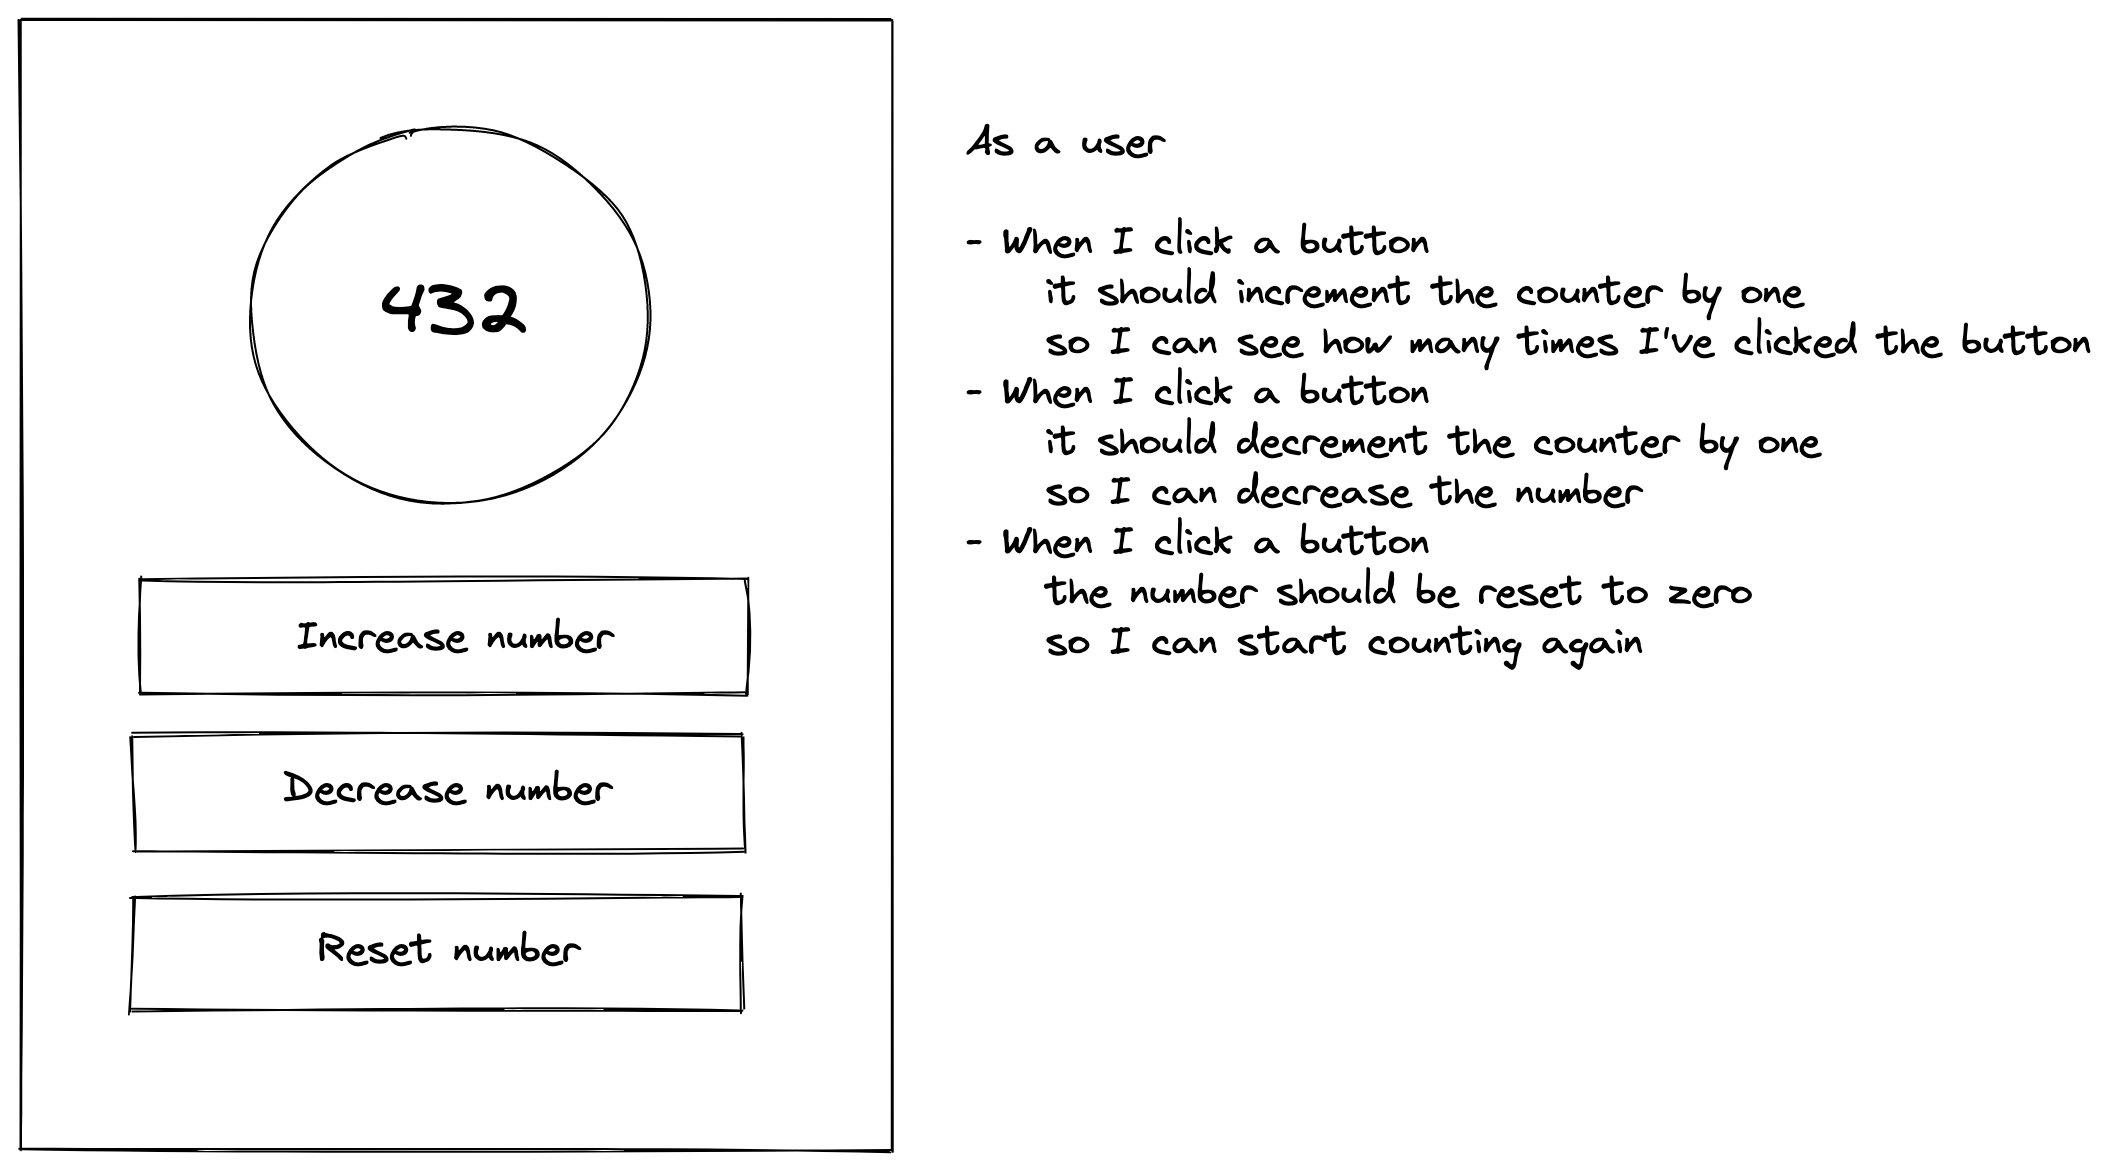 432
Increase number
Decrease number
Reset number
As a user
- When I click a button
it should increment the counter by one
so I can see how many times I've clicked the button
- When I click a button
it should decrement the counter by one
so I can decrease the number
- When I click a button
the number should be reset to zero
so I can start counting again